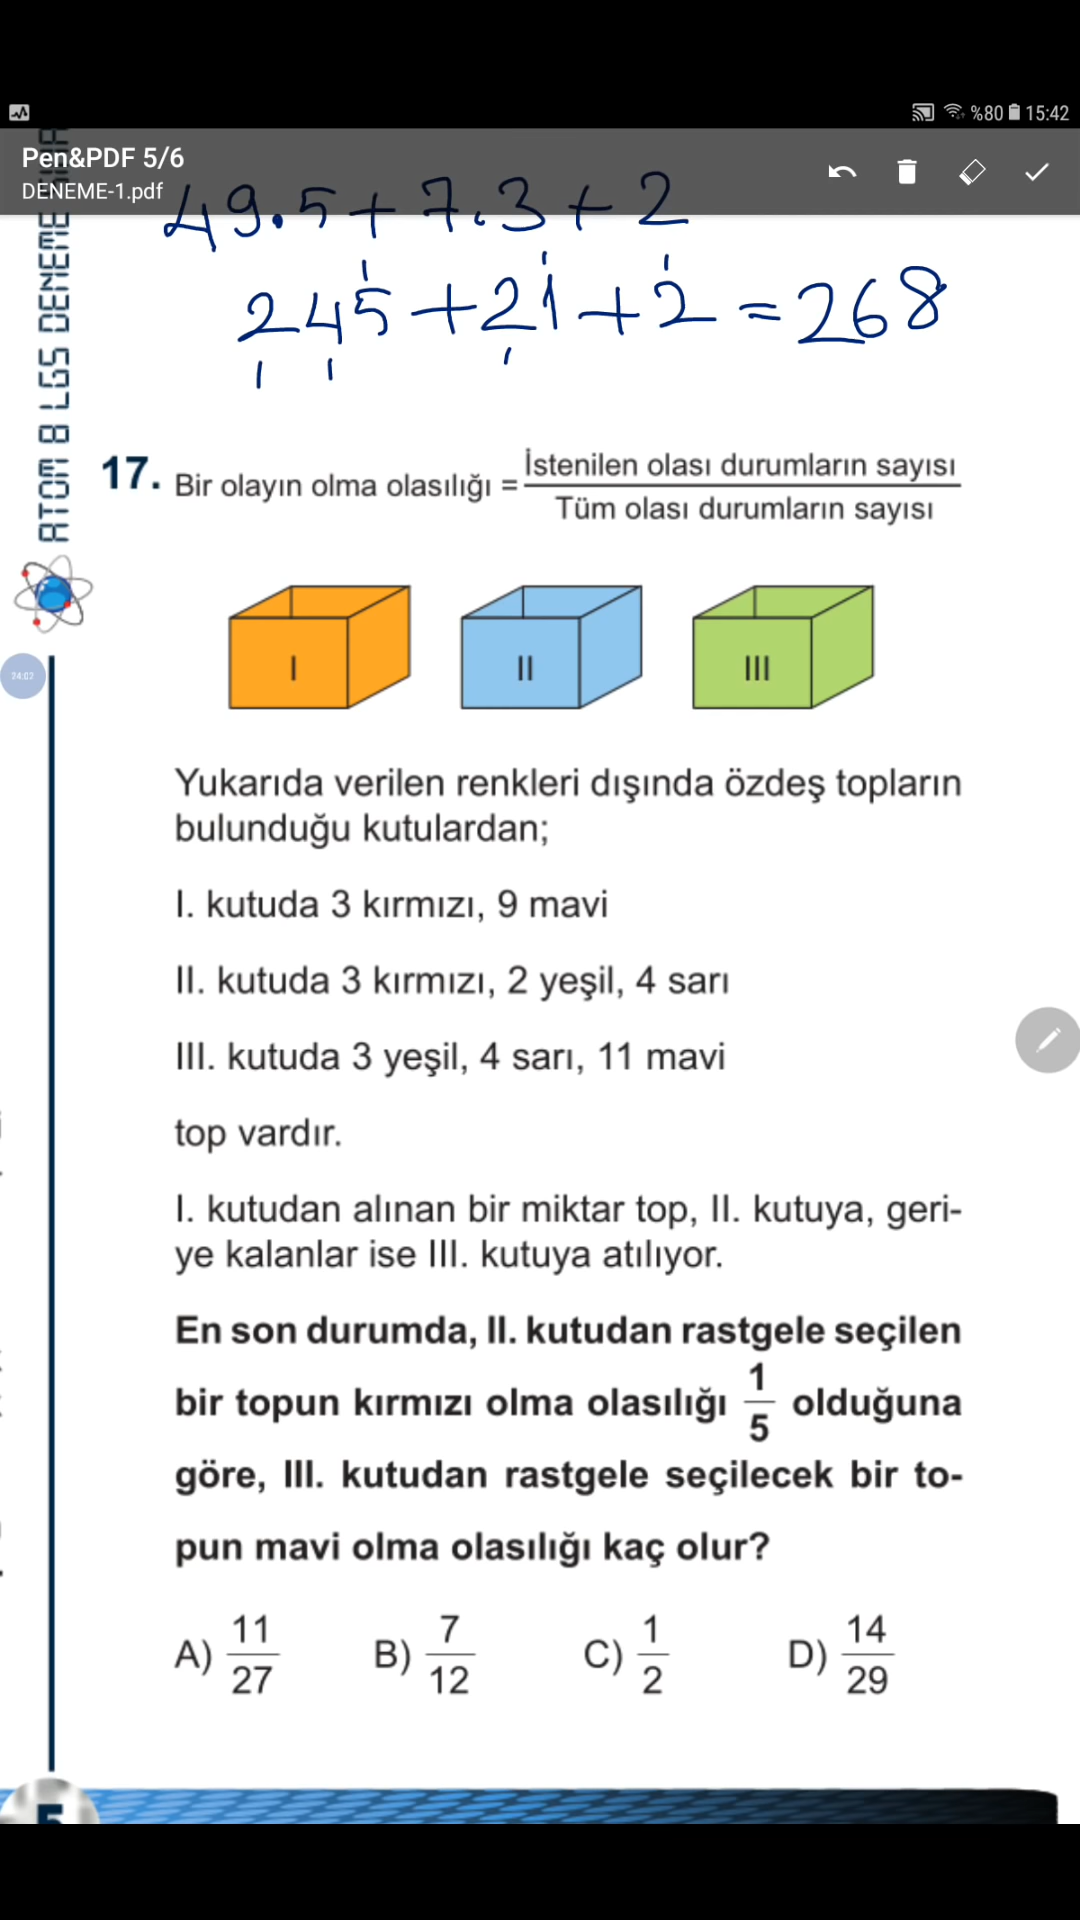 %80 15:42
Pen&PDF 5/6
DENEME-1.pdf
49.5+7.3+2
245+21+2=268
ATOM 8 LGS DENEME
24:02
17. Bir olayın olma olasılığı = İstenilen olası durumların sayısı
Tüm olası durumların sayısı
I II III
Yukarıda verilen renkleri dışında özdeş topların
bulunduğu kutulardan;
I. kutuda 3 kırmızı, 9 mavi
II. kutuda 3 kırmızı, 2 yeşil, 4 sarı
III. kutuda 3 yeşil, 4 sarı, 11 mavi
top vardır.
I. kutudan alınan bir miktar top, II. kutuya, geri-
ye kalanlar ise III. kutuya atılıyor.
En son durumda, II. kutudan rastgele seçilen
bir topun kırmızı olma olasılığı 1/5 olduğuna
göre, III. kutudan rastgele seçilecek bir to-
pun mavi olma olasılığı kaç olur?
A) 11/27 B) 7/12 C) 1/2 D) 14/29
5